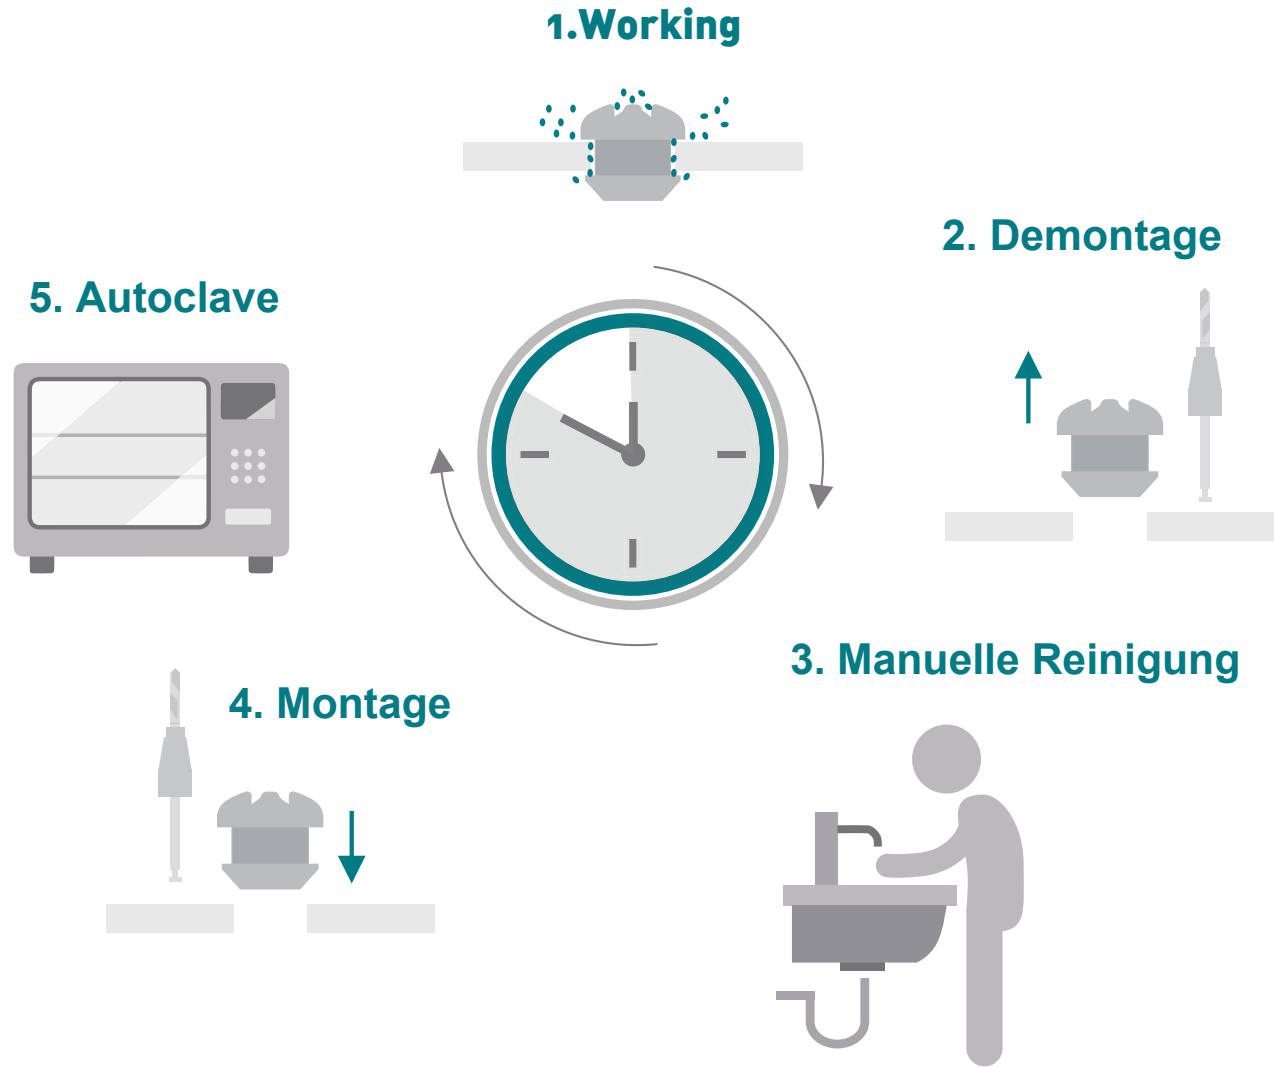 1.Working
2. Demontage
5. Autoclave
3. Manuelle Reinigung
4. Montage